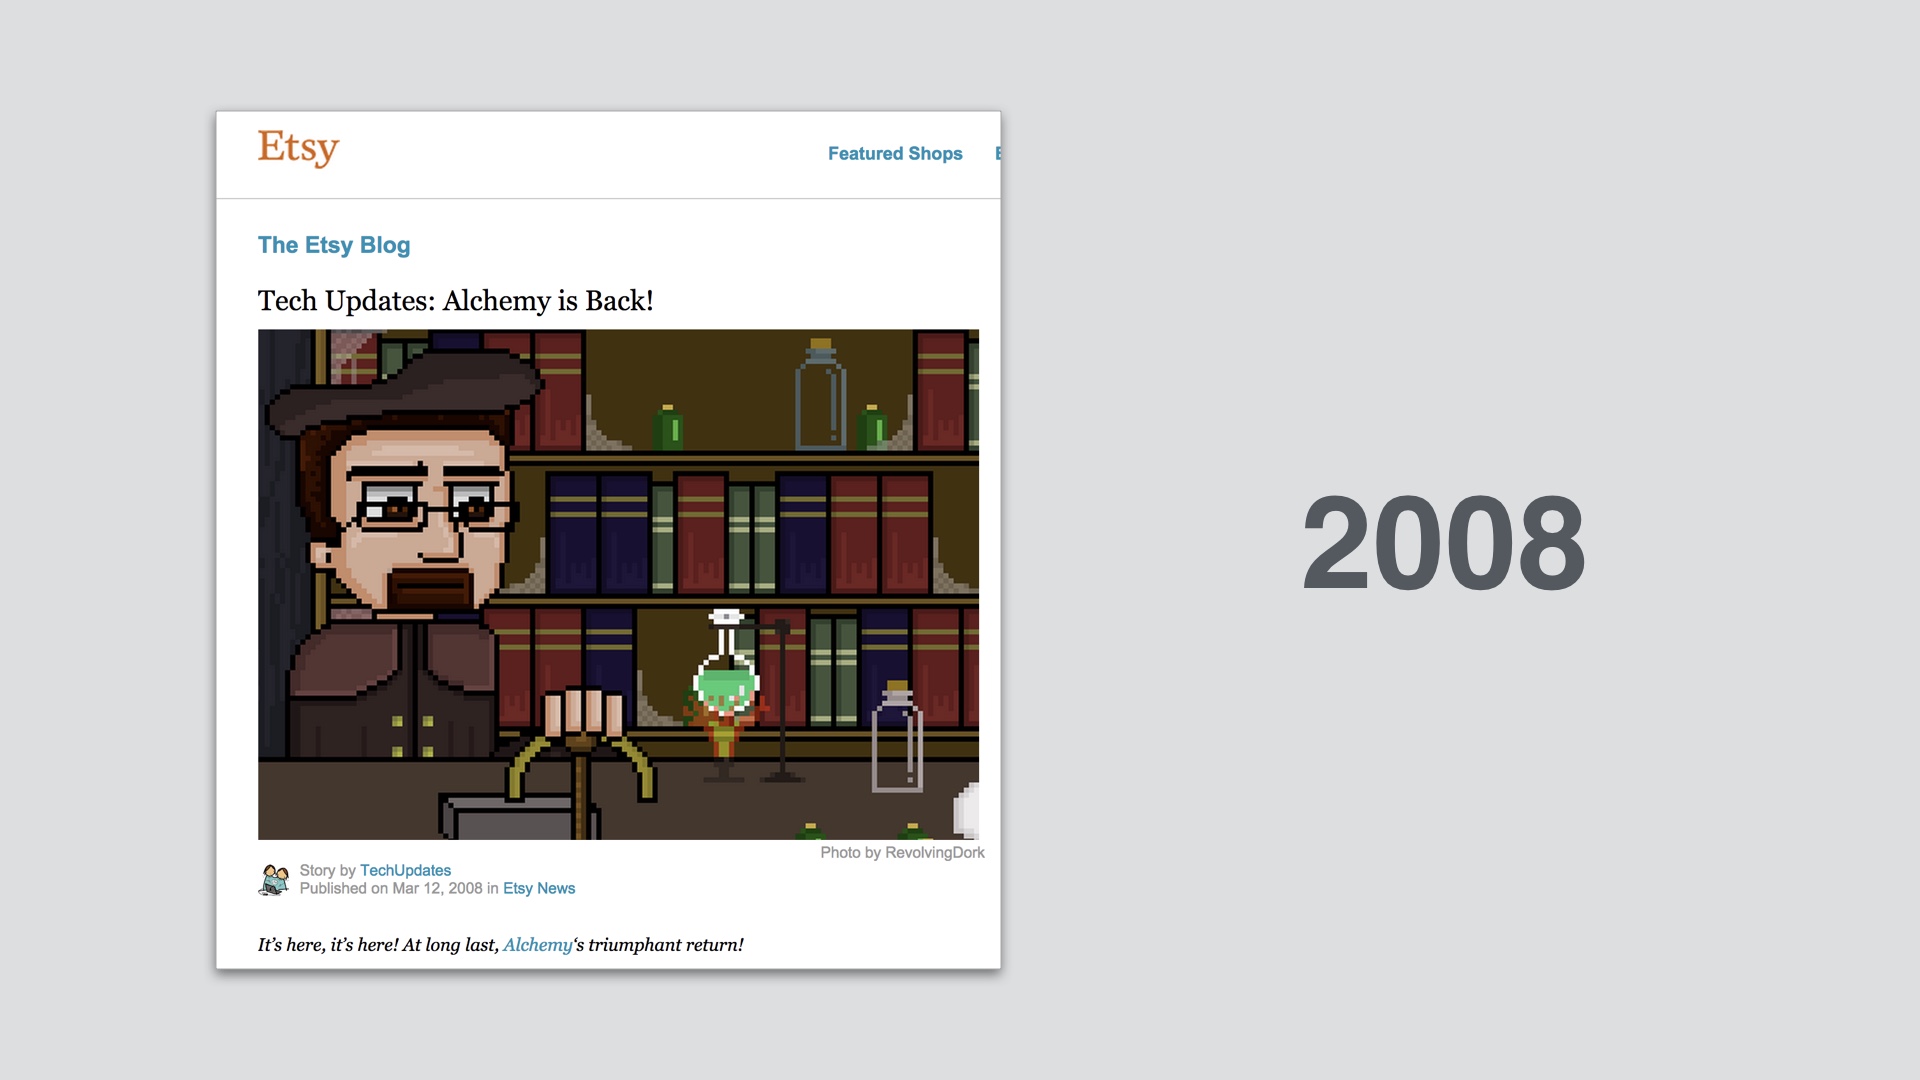 Etsy
Featured Shops
The Etsy Blog
Tech Updates: Alchemy is Back!
Photo by RevolvingDork
Story by TechUpdates
Published on Mar 12, 2008 in Etsy News
It’s here, it’s here! At long last, Alchemy‘s triumphant return!
2008